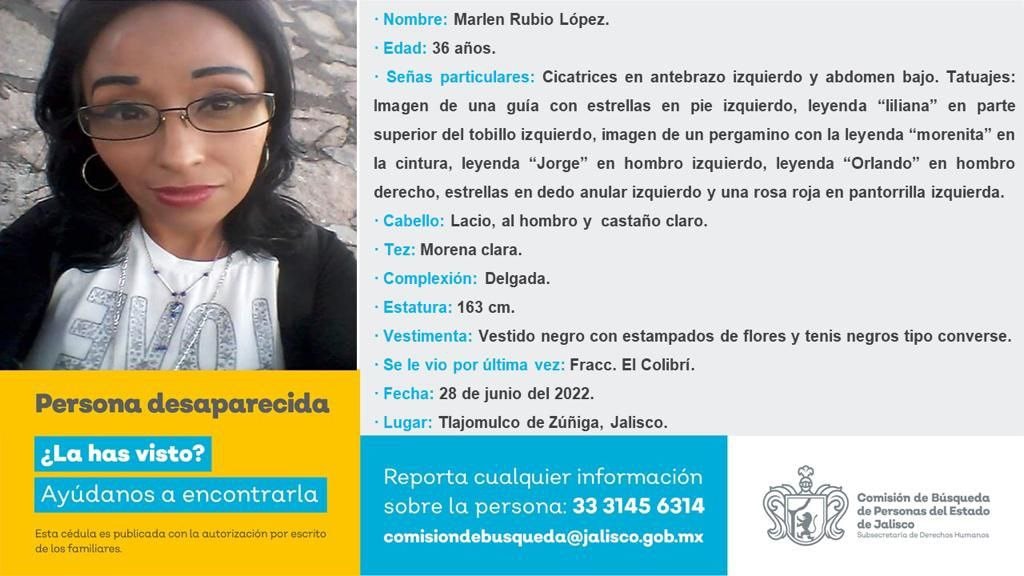 · Nombre: Marlen Rubio López.
· Edad: 36 años.
· Señas particulares: Cicatrices en antebrazo izquierdo y abdomen bajo. Tatuajes:
Imagen de una guía con estrellas en pie izquierdo, leyenda “liliana” en parte
superior del tobillo izquierdo, imagen de un pergamino con la leyenda “morenita” en
la cintura, leyenda “Jorge” en hombro izquierdo, leyenda “Orlando” en hombro
derecho, estrellas en dedo anular izquierdo y una rosa roja en pantorrilla izquierda.
· Cabello: Lacio, al hombro y castaño claro.
· Tez: Morena clara.
· Complexión: Delgada.
· Estatura: 163 cm.
· Vestimenta: Vestido negro con estampados de flores y tenis negros tipo converse.
· Se le vio por última vez: Fracc. El Colibrí.
· Fecha: 28 de junio del 2022.
· Lugar: Tlajomulco de Zúñiga, Jalisco.
LOVE
Persona desaparecida
¿La has visto?
Ayúdanos a encontrarla
Esta cédula es publicada con la autorización por escrito
de los familiares.
Reporta cualquier información
sobre la persona: 33 3145 6314
comisiondebusqueda@jalisco.gob.mx
Comisión de Búsqueda
de Personas del Estado
de Jalisco
Subsecretaría de Derechos Humanos